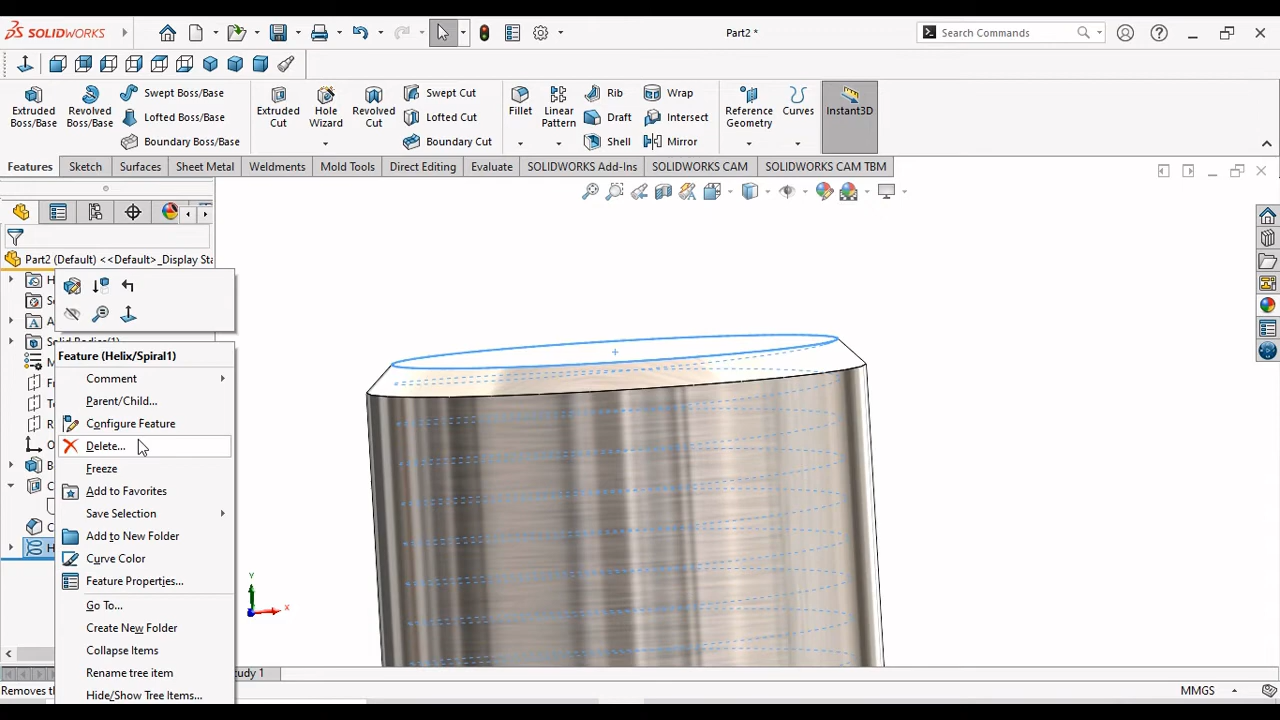 SOLIDWORKS
Part2 *
Search Commands
Extruded Boss/Base
Revolved Boss/Base
Swept Boss/Base
Lofted Boss/Base
Boundary Boss/Base
Extruded Cut
Hole Wizard
Revolved Cut
Swept Cut
Lofted Cut
Boundary Cut
Fillet
Linear Pattern
Rib
Draft
Shell
Wrap
Intersect
Mirror
Reference Geometry
Curves
Instant3D
Features
Sketch
Surfaces
Sheet Metal
Weldments
Mold Tools
Direct Editing
Evaluate
SOLIDWORKS Add-Ins
SOLIDWORKS CAM
SOLIDWORKS CAM TBM
Part2 (Default) <<Default>_Display Sta
Feature (Helix/Spiral1)
Comment
Parent/Child...
Configure Feature
Delete...
Freeze
Add to Favorites
Save Selection
Add to New Folder
Curve Color
Feature Properties...
Go To...
Create New Folder
Collapse Items
Rename tree item
Hide/Show Tree Items...
Y
X
udy 1
Removes th
MMGS